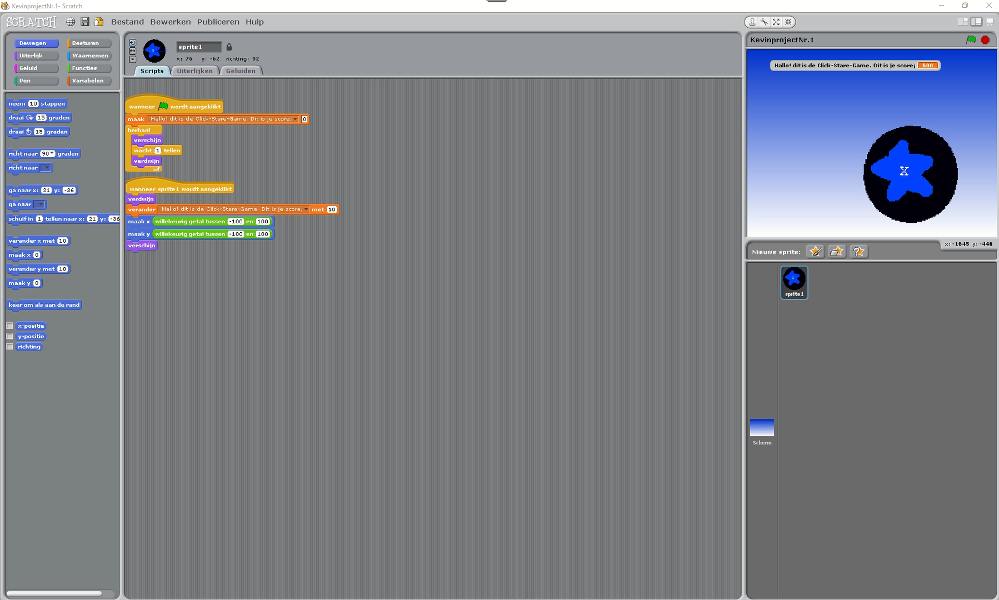 KevinprojectNr.1- Scratch
SCRATCH
Bestand Bewerken Publiceren Hulp
Bewegen
Besturen
Uiterlijk
Waarnemen
Geluid
Functies
Pen
Variabelen
neem 10 stappen
draai 15 graden
draai 15 graden
richt naar 90 graden
richt naar
ga naar x: 21 y: -36
ga naar
schuif in 1 tellen naar x: 21 y: -36
verander x met 10
maak x 0
verander y met 10
maak y 0
keer om als aan de rand
x-positie
y-positie
richting
sprite1
x: 76 y: -62 richting: 92
Scripts Uiterlijken Geluiden
wanneer wordt aangeklikt
maak Hallo! dit is de Click-Stare-Game. Dit is je score; 0
herhaal
verschijn
wacht 1 tellen
verdwijn
wanneer sprite1 wordt aangeklikt
verdwijn
verander Hallo! dit is de Click-Stare-Game. Dit is je score; met 10
maak x willekeurig getal tussen -100 en 100
maak y willekeurig getal tussen -100 en 100
verschijn
KevinprojectNr.1
Hallo! dit is de Click-Stare-Game. Dit is je score; 600
X
x: -1645 y: -446
Nieuwe sprite:
sprite1
Scherm